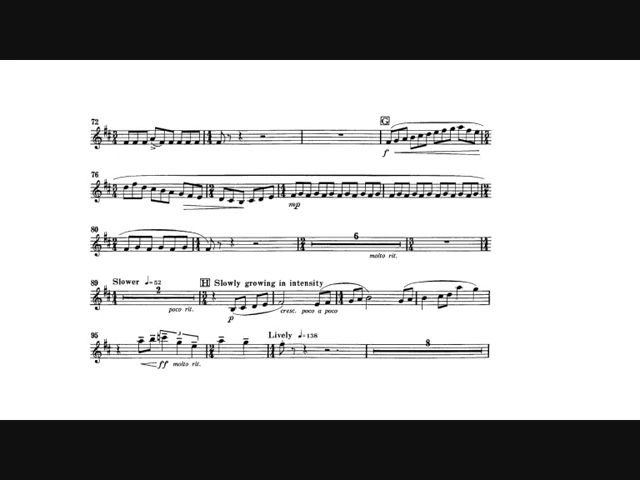 72 G
f
76
mp
80 6
molto rit.
89 Slower ♩=52 H Slowly growing in intensity
2
poco rit. p cresc. poco a poco
95 3 Lively ♩=138
8
ff molto rit.